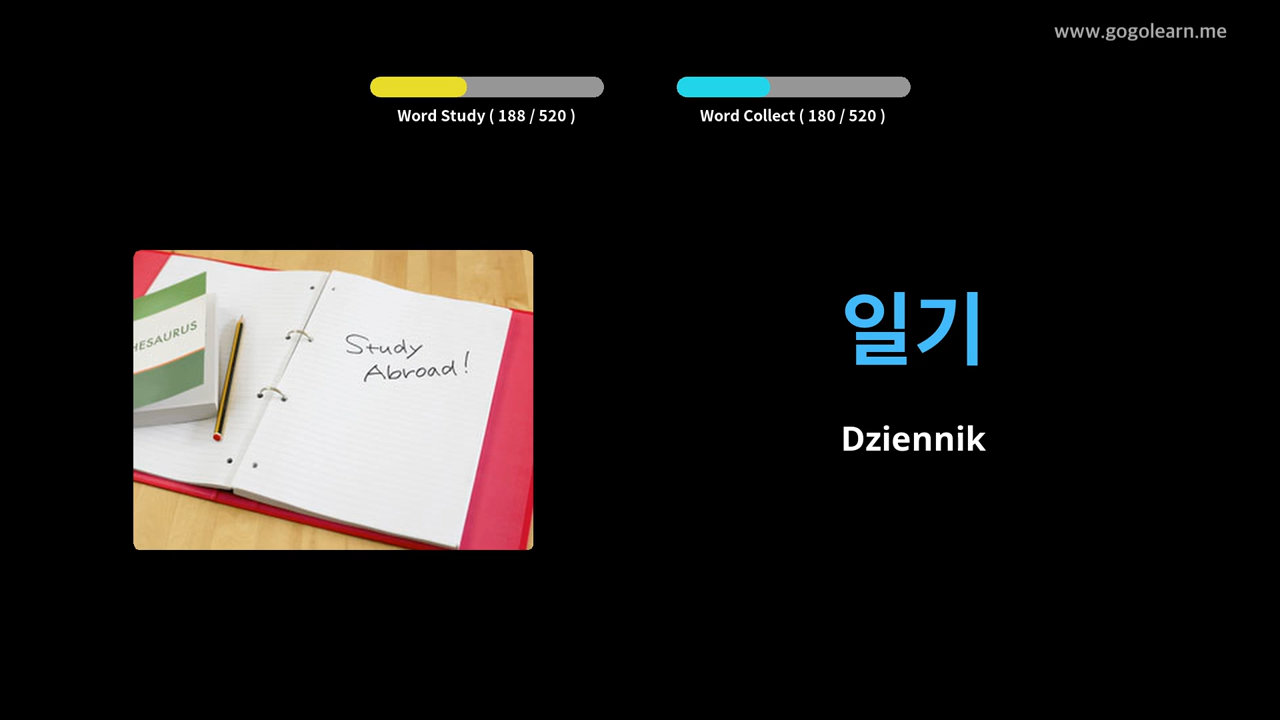 www.gogolearn.me
Word Study ( 188 / 520 )
Word Collect ( 180 / 520 )
HESAURUS
Study
Abroad!
일기
Dziennik